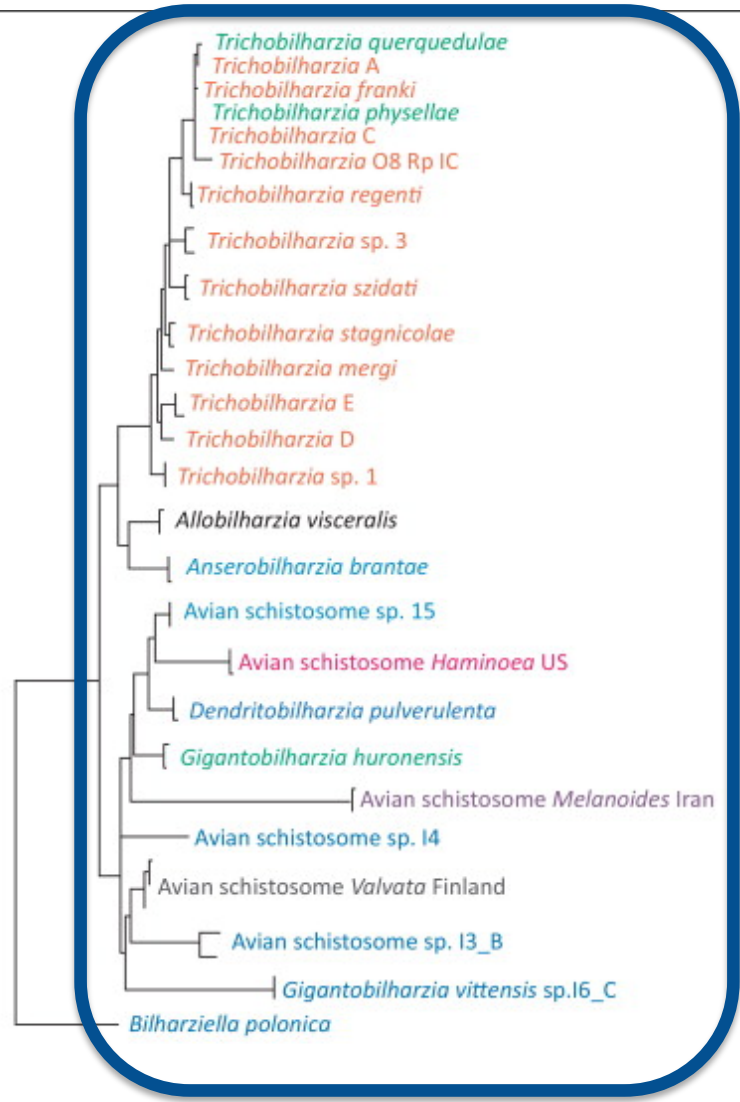 Trichobilharzia querquedulae
Trichobilharzia A
Trichobilharzia franki
Trichobilharzia physellae
Trichobilharzia C
Trichobilharzia O8 Rp IC
Trichobilharzia regenti
Trichobilharzia sp. 3
Trichobilharzia szidati
Trichobilharzia stagnicolae
Trichobilharzia mergi
Trichobilharzia E
Trichobilharzia D
Trichobilharzia sp. 1
Allobilharzia visceralis
Anserobilharzia brantae
Avian schistosome sp. 15
Avian schistosome Haminoea US
Dendritobilharzia pulverulenta
Gigantobilharzia huronensis
Avian schistosome Melanoides Iran
Avian schistosome sp. I4
Avian schistosome Valvata Finland
Avian schistosome sp. I3_B
Gigantobilharzia vittensis sp.I6_C
Bilharziella polonica